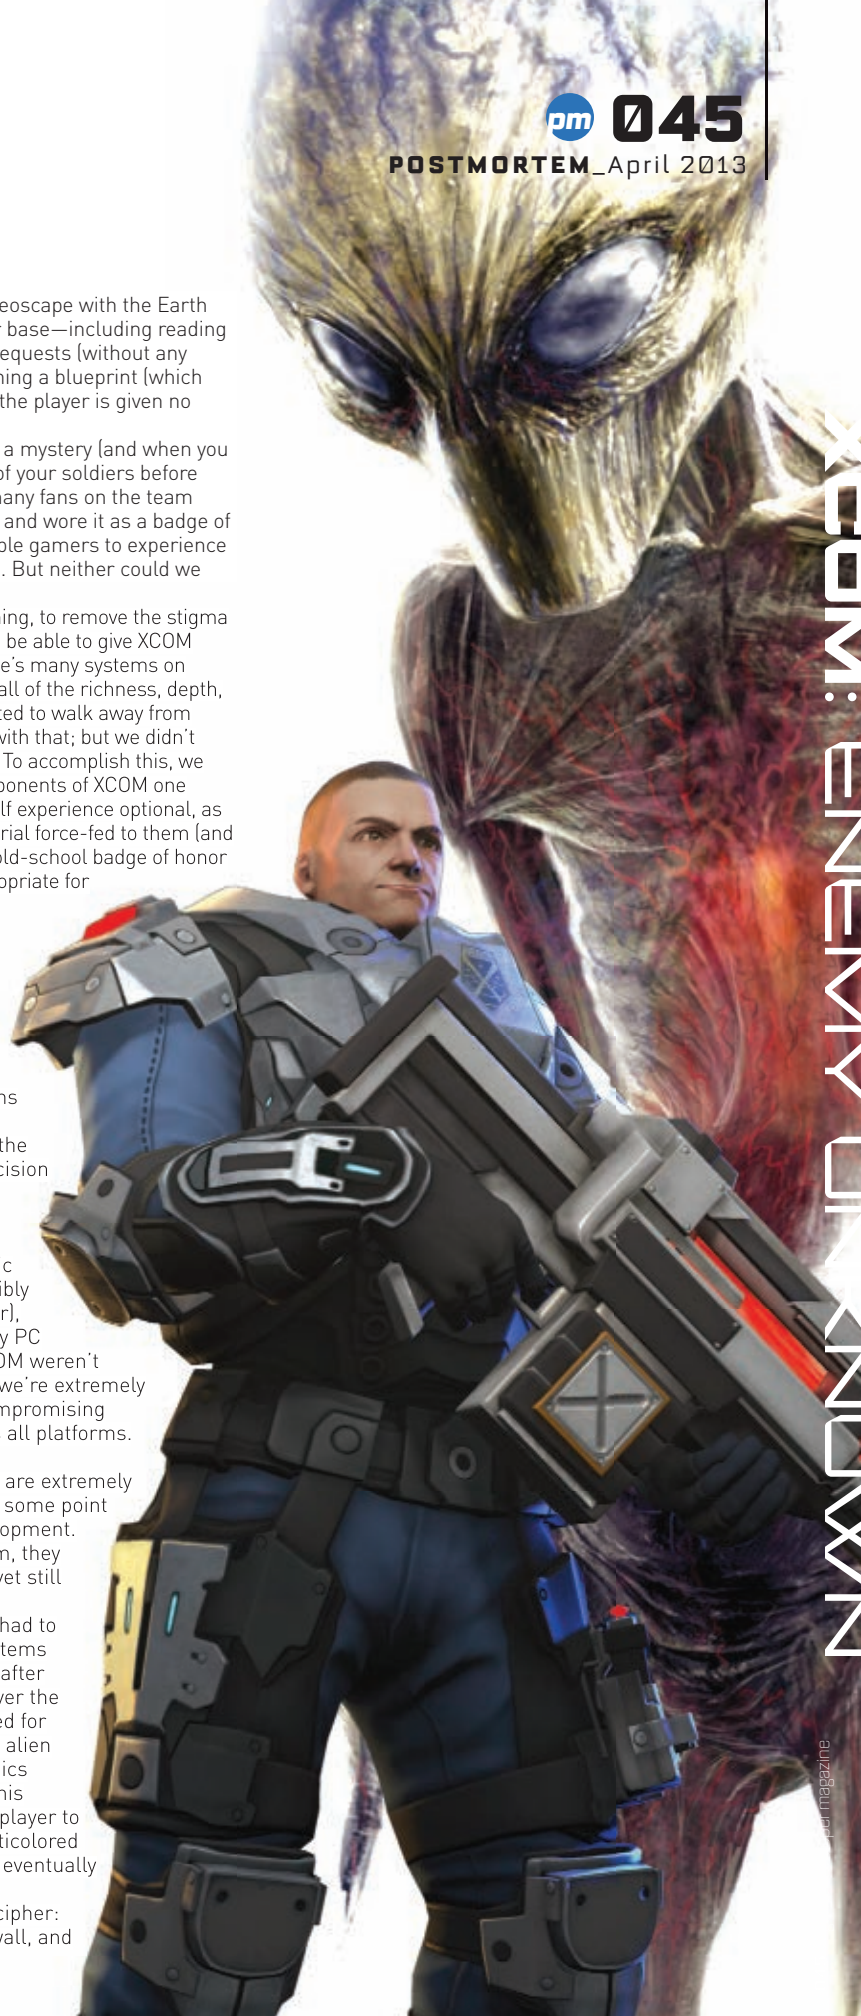 pm 045
POSTMORTEM_April 2013
eoscape with the Earth
base—including reading
equests (without any
ning a blueprint (which
the player is given no
a mystery (and when you
of your soldiers before
many fans on the team
and wore it as a badge of
ble gamers to experience
. But neither could we
ing, to remove the stigma
be able to give XCOM
e's many systems on
all of the richness, depth,
ted to walk away from
with that; but we didn't
To accomplish this, we
ponents of XCOM one
lf experience optional, as
rial force-fed to them (and
old-school badge of honor
opriate for
ns
the
cision
c
ibly
r),
y PC
OM weren't
we're extremely
mpromising
all platforms.
are extremely
some point
opment.
m, they
yet still
had to
tems
after
ver the
ed for
alien
ics
his
player to
ticolored
eventually
cipher:
wall, and
XCOM: ENEMY UNKNOWN
per magazine